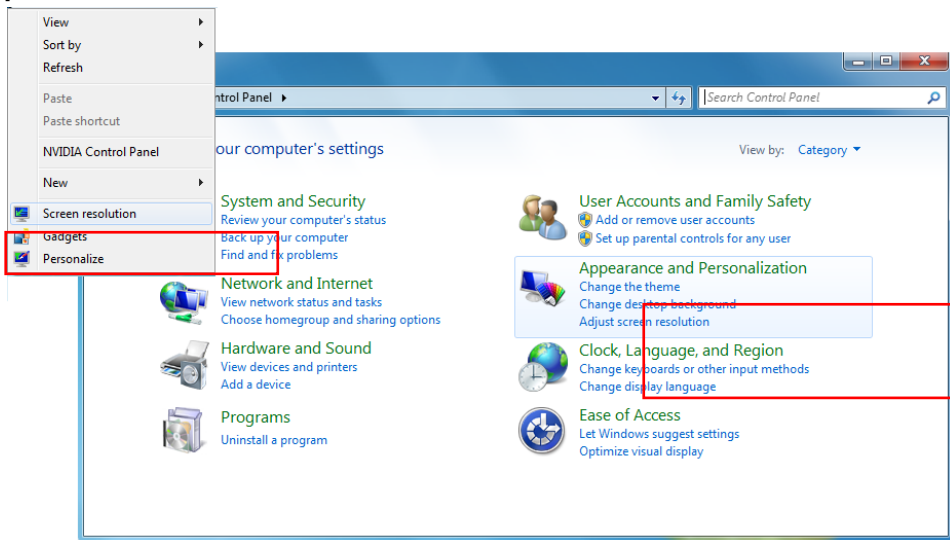 View
Sort by
Refresh
Paste
Paste shortcut
NVIDIA Control Panel
New
Screen resolution
Gadgets
Personalize
ntrol Panel
Search Control Panel
our computer's settings
View by: Category
System and Security
Review your computer's status
Back up your computer
Find and fix problems
Network and Internet
View network status and tasks
Choose homegroup and sharing options
Hardware and Sound
View devices and printers
Add a device
Programs
Uninstall a program
User Accounts and Family Safety
Add or remove user accounts
Set up parental controls for any user
Appearance and Personalization
Change the theme
Change desktop background
Adjust screen resolution
Clock, Language, and Region
Change keyboards or other input methods
Change display language
Ease of Access
Let Windows suggest settings
Optimize visual display